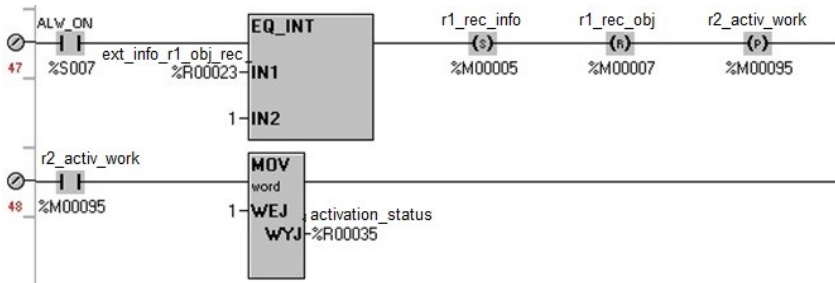 ALW_ON
EQ_INT
r1_rec_info
r1_rec_obj
r2_activ_work
(S)
(R)
(P)
47
%S007
ext_info_r1_obj_rec
%R00023
IN1
%M00005
%M00007
%M00095
1
IN2
r2_activ_work
MOV
word
48
%M00095
1
WEJ
activation_status
WYJ
%R00035